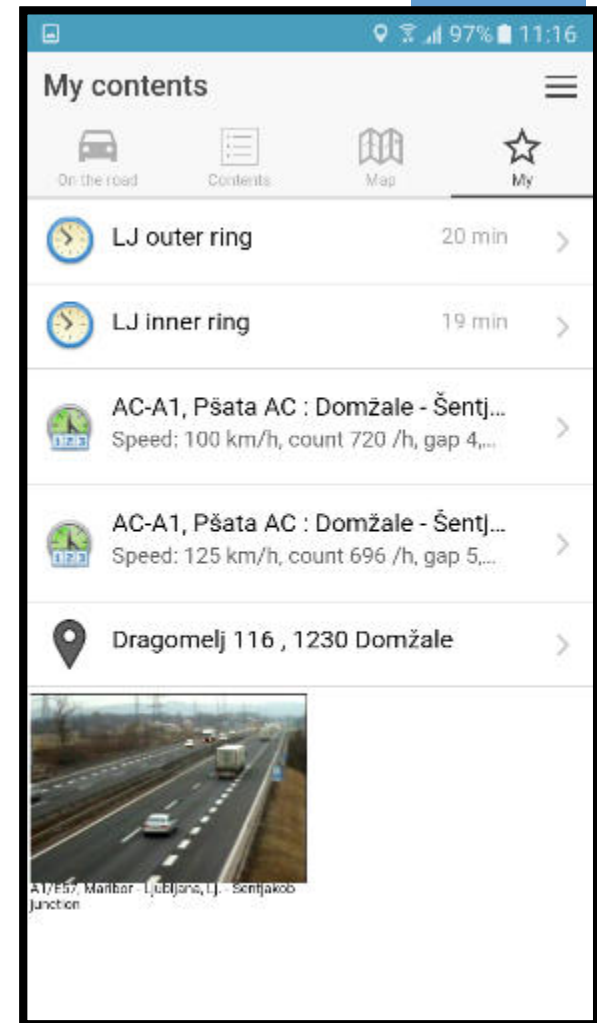 97% 11:16
My contents
On the road Contents Map My
LJ outer ring 20 min
LJ inner ring 19 min
AC-A1, Pšata AC : Domžale - Šentj...
Speed: 100 km/h, count 720 /h, gap 4,...
AC-A1, Pšata AC : Domžale - Šentj...
Speed: 125 km/h, count 696 /h, gap 5,...
Dragomelj 116 , 1230 Domžale
A1/E57, Maribor - Ljubljana, Lj. - Sentjakob
junction